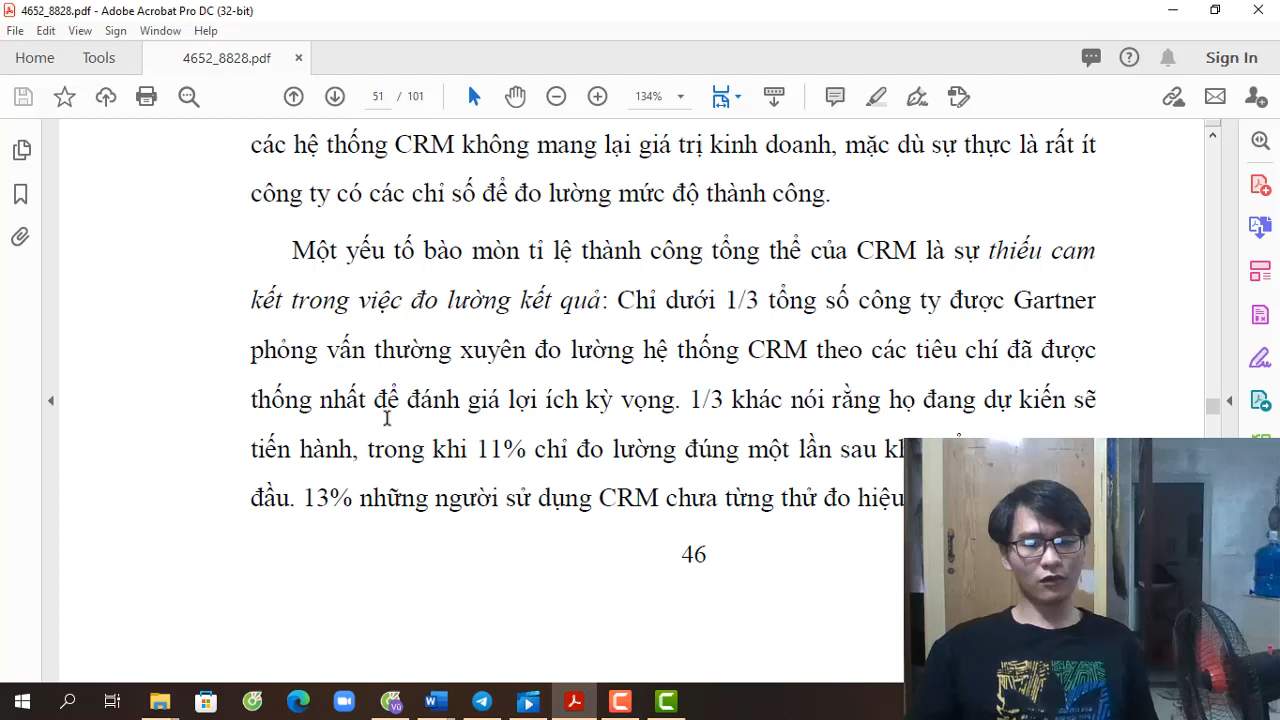 4652_8828.pdf - Adobe Acrobat Pro DC (32-bit)
File Edit View Sign Window Help
Home Tools 4652_8828.pdf × Sign In
51 / 101 134%
các hệ thống CRM không mang lại giá trị kinh doanh, mặc dù sự thực là rất ít
công ty có các chỉ số để đo lường mức độ thành công.
Một yếu tố bào mòn tỉ lệ thành công tổng thể của CRM là sự thiếu cam
kết trong việc đo lường kết quả: Chỉ dưới 1/3 tổng số công ty được Gartner
phỏng vấn thường xuyên đo lường hệ thống CRM theo các tiêu chí đã được
thống nhất để đánh giá lợi ích kỳ vọng. 1/3 khác nói rằng họ đang dự kiến sẽ
tiến hành, trong khi 11% chỉ đo lường đúng một lần sau
đầu. 13% những người sử dụng CRM chưa từng thử đo hiệu
46